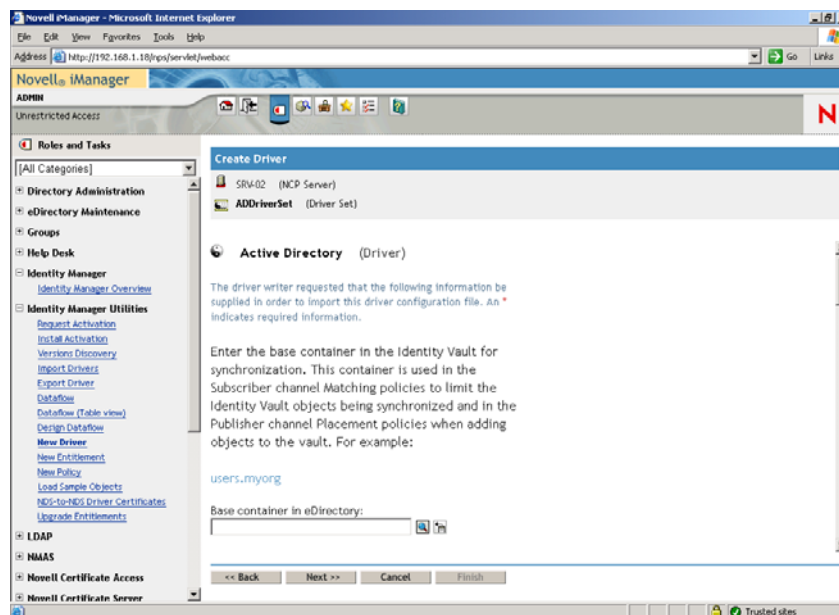 Novell iManager - Microsoft Internet Explorer
File Edit View Favorites Tools Help
Address http://192.168.1.18/nps/servlet/webacc Go Links
Novell® iManager
ADMIN
Unrestricted Access
N
Roles and Tasks
[All Categories]
Directory Administration
eDirectory Maintenance
Groups
Help Desk
Identity Manager
Identity Manager Overview
Identity Manager Utilities
Request Activation
Install Activation
Versions Discovery
Import Drivers
Export Driver
Dataflow
Dataflow (Table view)
Design Dataflow
New Driver
New Entitlement
New Policy
Load Sample Objects
NDS-to-NDS Driver Certificates
Upgrade Entitlements
LDAP
NMAS
Novell Certificate Access
Novell Certificate Server
Create Driver
SRV-02 (NCP Server)
ADDriverSet (Driver Set)
Active Directory (Driver)
The driver writer requested that the following information be
supplied in order to import this driver configuration file. An *
indicates required information.
Enter the base container in the Identity Vault for
synchronization. This container is used in the
Subscriber channel Matching policies to limit the
Identity Vault objects being synchronized and in the
Publisher channel Placement policies when adding
objects to the vault. For example:
users.myorg
Base container in eDirectory:
<< Back Next >> Cancel Finish
Trusted sites